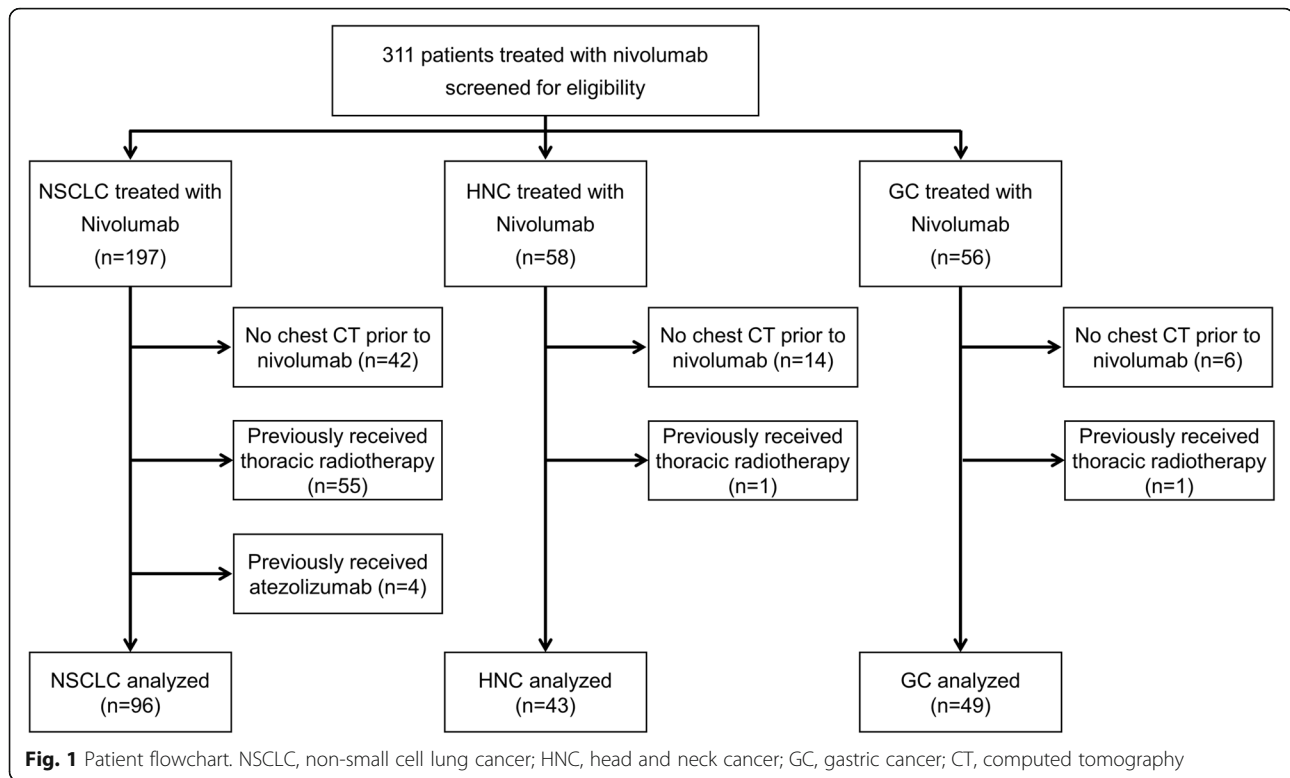 311 patients treated with nivolumab
screened for eligibility
NSCLC treated with
Nivolumab
(n=197)
HNC treated with
Nivolumab
(n=58)
GC treated with
Nivolumab
(n=56)
No chest CT prior to
nivolumab (n=42)
No chest CT prior to
nivolumab (n=14)
No chest CT prior to
nivolumab (n=6)
Previously received
thoracic radiotherapy
(n=55)
Previously received
thoracic radiotherapy
(n=1)
Previously received
thoracic radiotherapy
(n=1)
Previously received
atezolizumab (n=4)
NSCLC analyzed
(n=96)
HNC analyzed
(n=43)
GC analyzed
(n=49)
Fig. 1 Patient flowchart. NSCLC, non-small cell lung cancer; HNC, head and neck cancer; GC, gastric cancer; CT, computed tomography